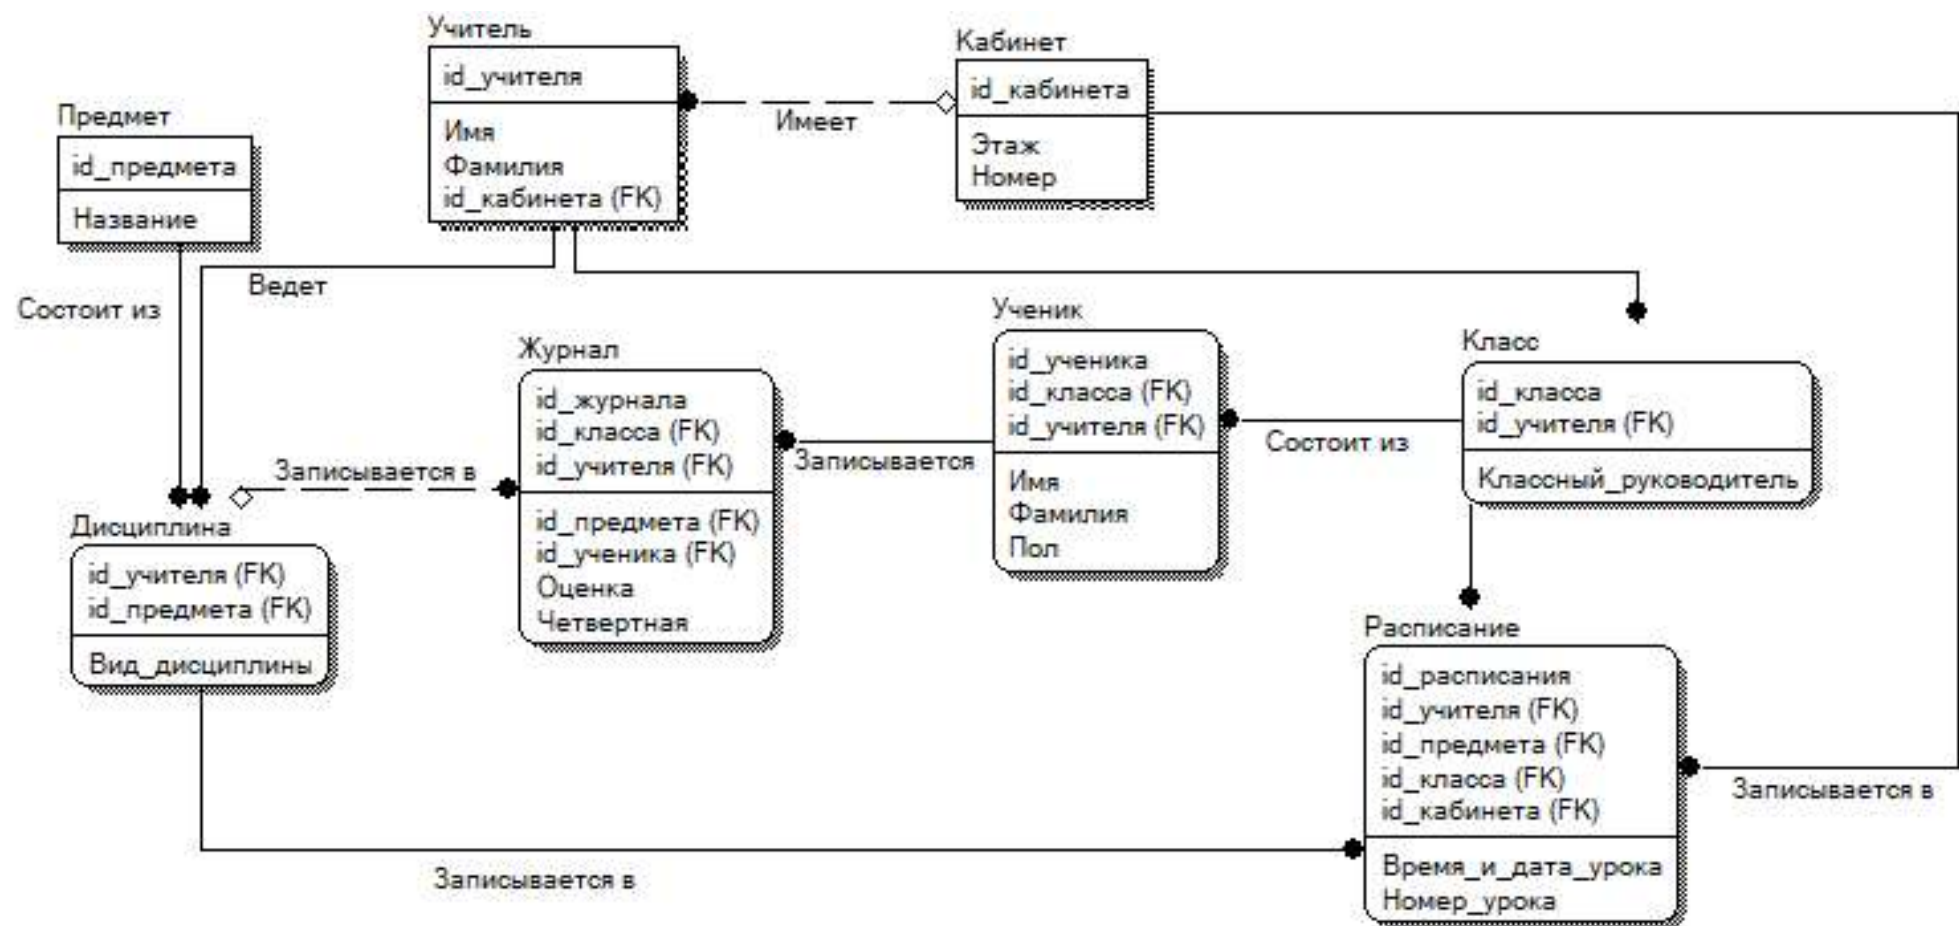 Учитель
id_учителя
Имя
Фамилия
id_кабинета (FK)
Имеет
Кабинет
id_кабинета
Этаж
Номер
Предмет
id_предмета
Название
Состоит из
Ведет
Журнал
id_журнала
id_класса (FK)
id_учителя (FK)
id_предмета (FK)
id_ученика (FK)
Оценка
Четвертная
Записывается в
Записывается
Ученик
id_ученика
id_класса (FK)
id_учителя (FK)
Имя
Фамилия
Пол
Состоит из
Класс
id_класса
id_учителя (FK)
Классный_руководитель
Дисциплина
id_учителя (FK)
id_предмета (FK)
Вид_дисциплины
Расписание
id_расписания
id_учителя (FK)
id_предмета (FK)
id_класса (FK)
id_кабинета (FK)
Время_и_дата_урока
Номер_урока
Записывается в
Записывается в